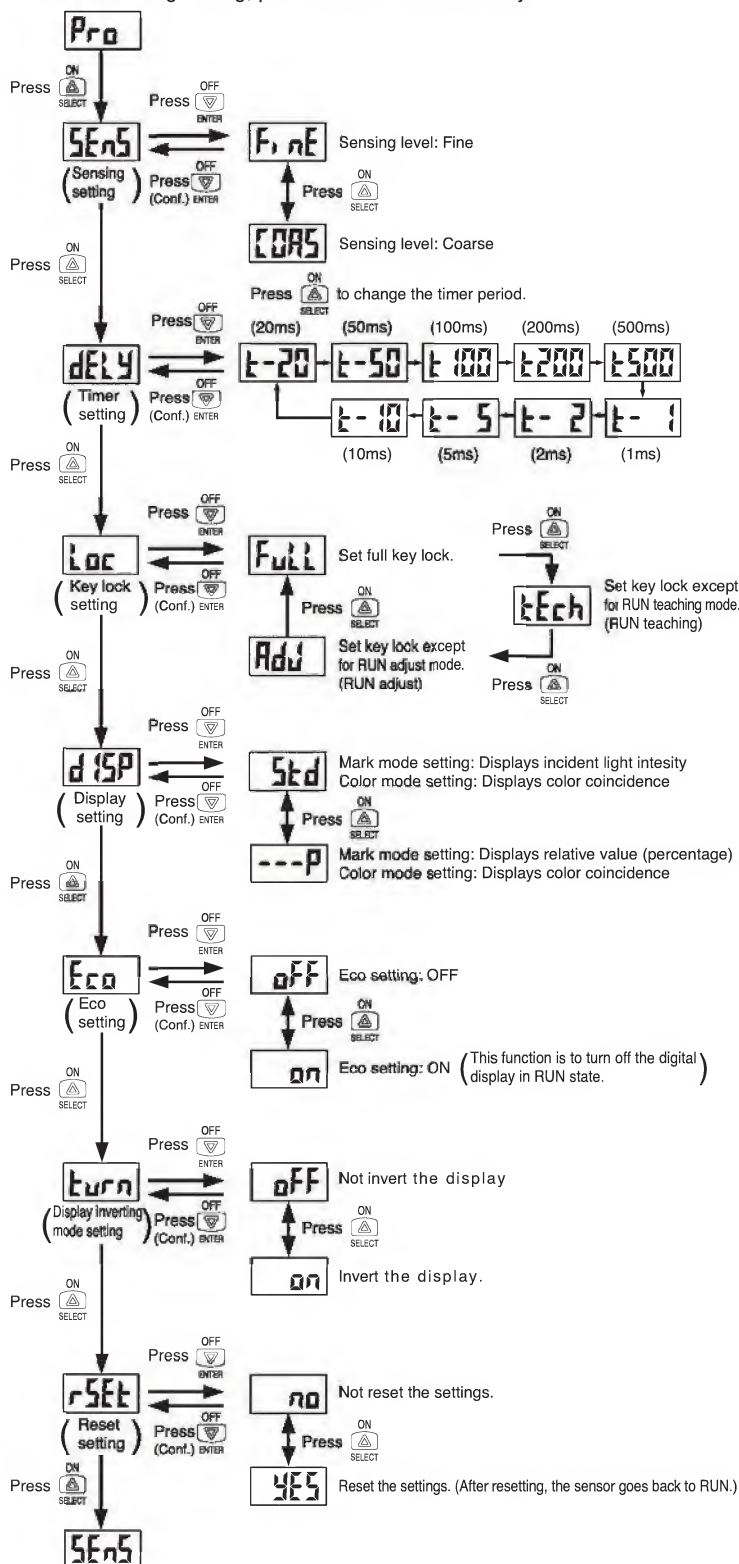 Pro
ON
Press
SELECT
OFF
Press
ENTER
SEnS
(Sensing setting)
OFF
Press
(Conf.) ENTER
FinE
Sensing level: Fine
ON
Press
SELECT
COAS
Sensing level: Coarse
ON
Press
SELECT
ON
Press to change the timer period.
SELECT
OFF
Press
ENTER
(20ms) (50ms) (100ms) (200ms) (500ms)
dELY
t-20 t-50 t100 t200 t500
(Timer setting)
OFF
Press
(Conf.) ENTER
t-10 t- 5 t- 2 t- 1
(10ms) (5ms) (2ms) (1ms)
ON
Press
SELECT
OFF
Press
ENTER
Loc
(Key lock setting)
OFF
Press
(Conf.) ENTER
FuLL
Set full key lock.
ON
Press
SELECT
tEch
Set key lock except
for RUN teaching mode.
(RUN teaching)
ON
Press
SELECT
AdJ
Set key lock except
for RUN adjust mode.
(RUN adjust)
ON
Press
SELECT
ON
Press
SELECT
OFF
Press
ENTER
dISP
(Display setting)
OFF
Press
(Conf.) ENTER
Std
Mark mode setting: Displays incident light intesity
Color mode setting: Displays color coincidence
ON
Press
SELECT
---P
Mark mode setting: Displays relative value (percentage)
Color mode setting: Displays color coincidence
ON
Press
SELECT
OFF
Press
ENTER
Eco
(Eco setting)
OFF
Press
(Conf.) ENTER
oFF
Eco setting: OFF
ON
Press
SELECT
on
Eco setting: ON (This function is to turn off the digital
display in RUN state.)
ON
Press
SELECT
OFF
Press
ENTER
turn
(Display inverting
mode setting)
OFF
Press
(Conf.) ENTER
oFF
Not invert the display
ON
Press
SELECT
on
Invert the display.
ON
Press
SELECT
OFF
Press
ENTER
rSEt
(Reset setting)
OFF
Press
(Conf.) ENTER
no
Not reset the settings.
ON
Press
SELECT
YES
Reset the settings. (After resetting, the sensor goes back to RUN.)
ON
Press
SELECT
SEnS